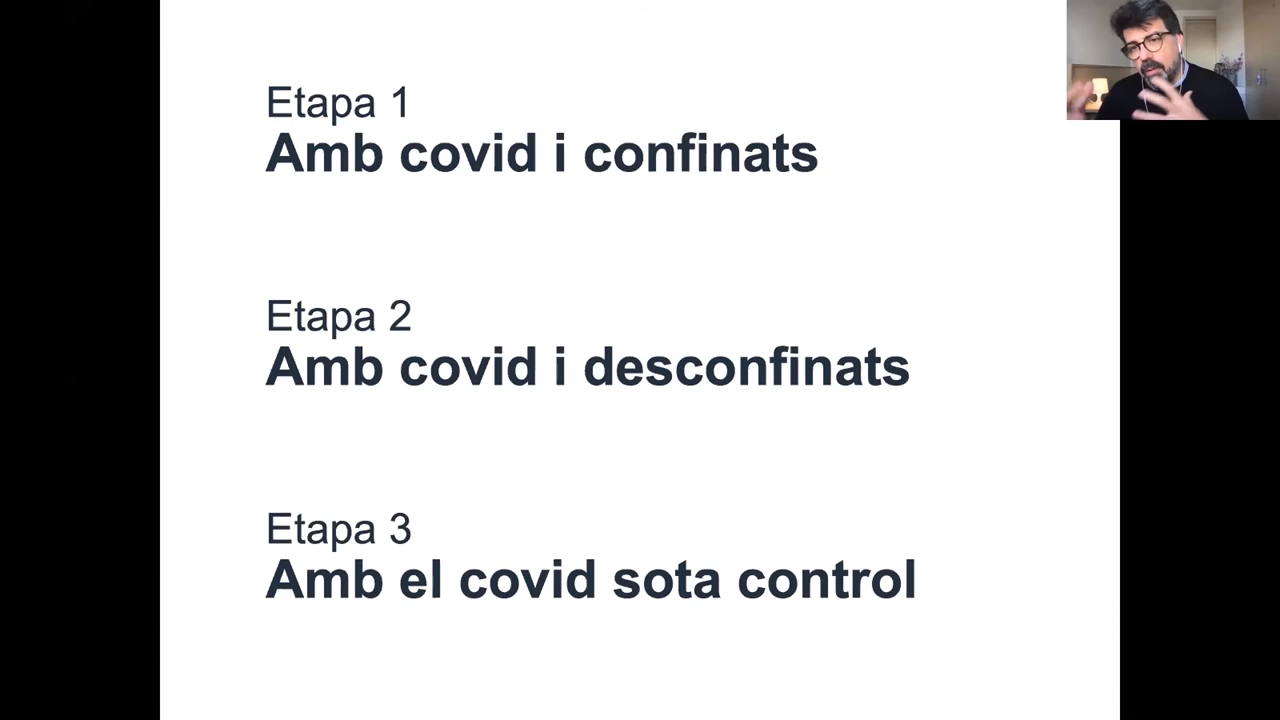 Etapa 1
Amb covid i confinats
Etapa 2
Amb covid i desconfinats
Etapa 3
Amb el covid sota control